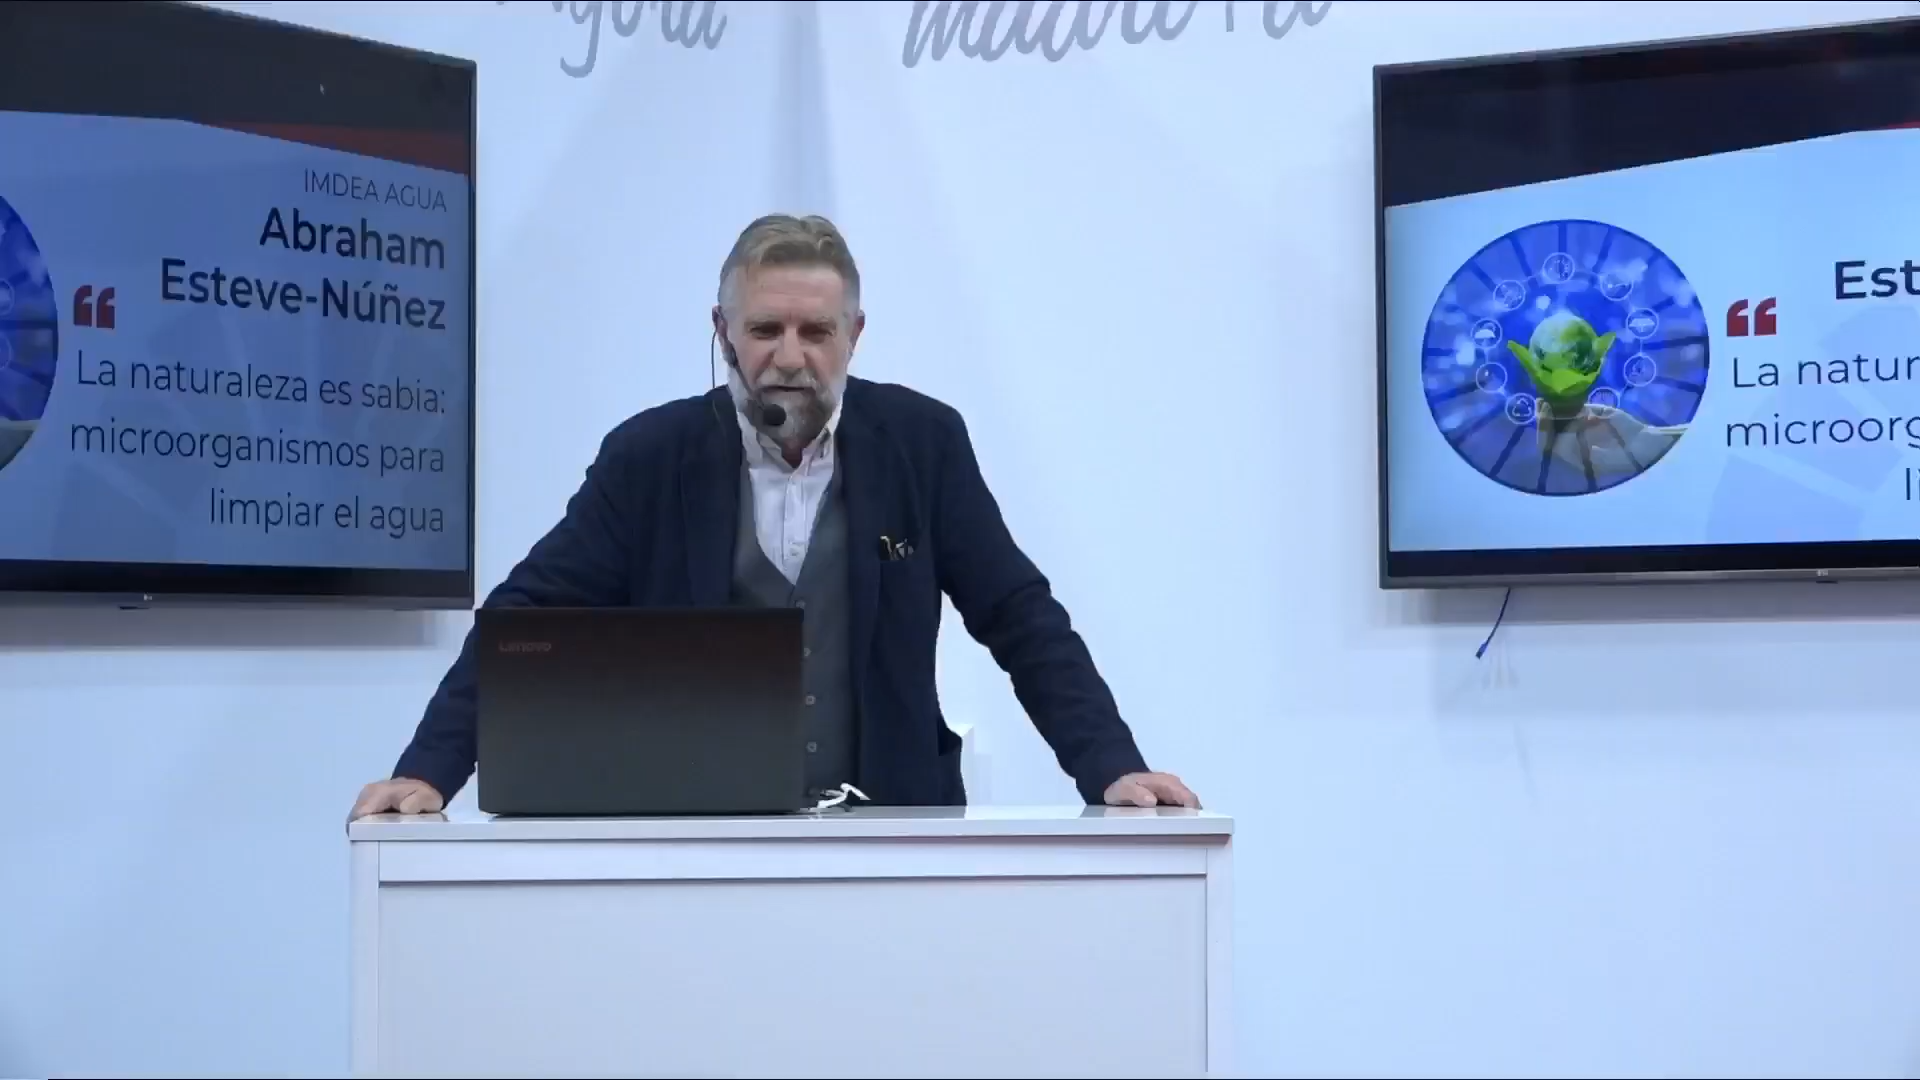 IMDEA AGUA
Abraham
Esteve-Núñez
“
La naturaleza es sabia:
microorganismos para
limpiar el agua
Lenovo
Est
“
La natur
microorg
li